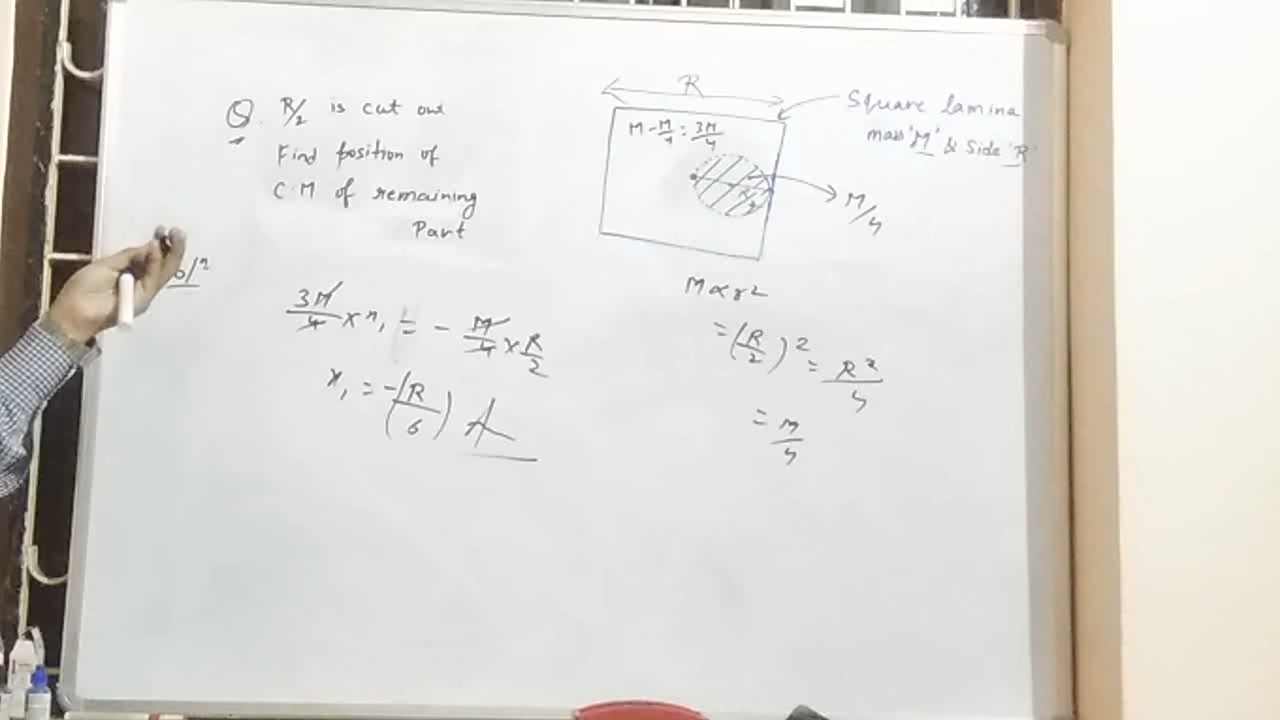 Q. R/2 is cut out
Find position of
C.M of remaining
Part
3M/4 × x₁ = - M/4 × R/2
x₁ = -(R/6) A
R
M - M/4 = 3M/4
Square lamina
mass 'M' & Side 'R'
M/4
M ∝ r2
= (R/2)2 = R2/4
= M/4